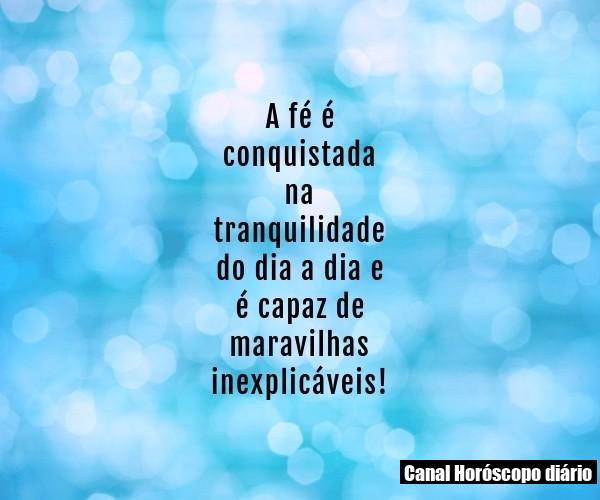 A fé é
conquistada
na
tranquilidade
do dia a dia e
é capaz de
maravilhas
inexplicáveis!
Canal Horóscopo diário